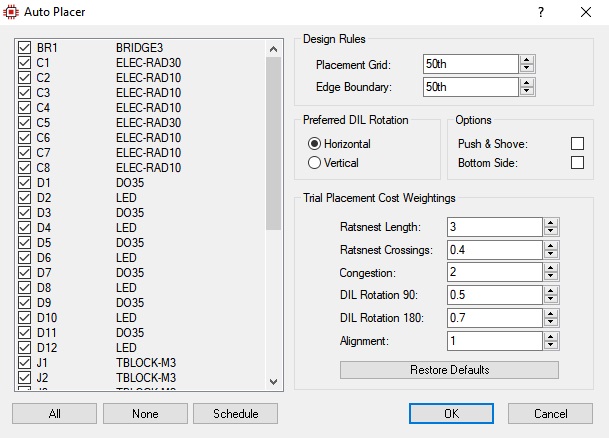 Auto Placer
?
BR1 BRIDGE3
C1 ELEC-RAD30
C2 ELEC-RAD10
C3 ELEC-RAD10
C4 ELEC-RAD10
C5 ELEC-RAD30
C6 ELEC-RAD10
C7 ELEC-RAD10
C8 ELEC-RAD10
D1 DO35
D2 LED
D3 DO35
D4 LED
D5 DO35
D6 LED
D7 DO35
D8 LED
D9 DO35
D10 LED
D11 DO35
D12 LED
J1 TBLOCK-M3
J2 TBLOCK-M3
All
None
Schedule
Design Rules
Placement Grid: 50th
Edge Boundary: 50th
Preferred DIL Rotation
Horizontal
Vertical
Options
Push & Shove:
Bottom Side:
Trial Placement Cost Weightings
Ratsnest Length: 3
Ratsnest Crossings: 0.4
Congestion: 2
DIL Rotation 90: 0.5
DIL Rotation 180: 0.7
Alignment: 1
Restore Defaults
OK
Cancel